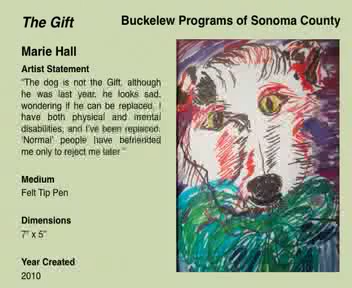 The Gift
Buckelew Programs of Sonoma County
Marie Hall
Artist Statement
"The dog is not the Gift, although
he was last year, he looks sad,
wondering if he can be replaced. I
have both physical and mental
disabilities, and I've been replaced.
'Normal' people have befriended
me only to reject me later."
Medium
Felt Tip Pen
Dimensions
7" x 5"
Year Created
2010